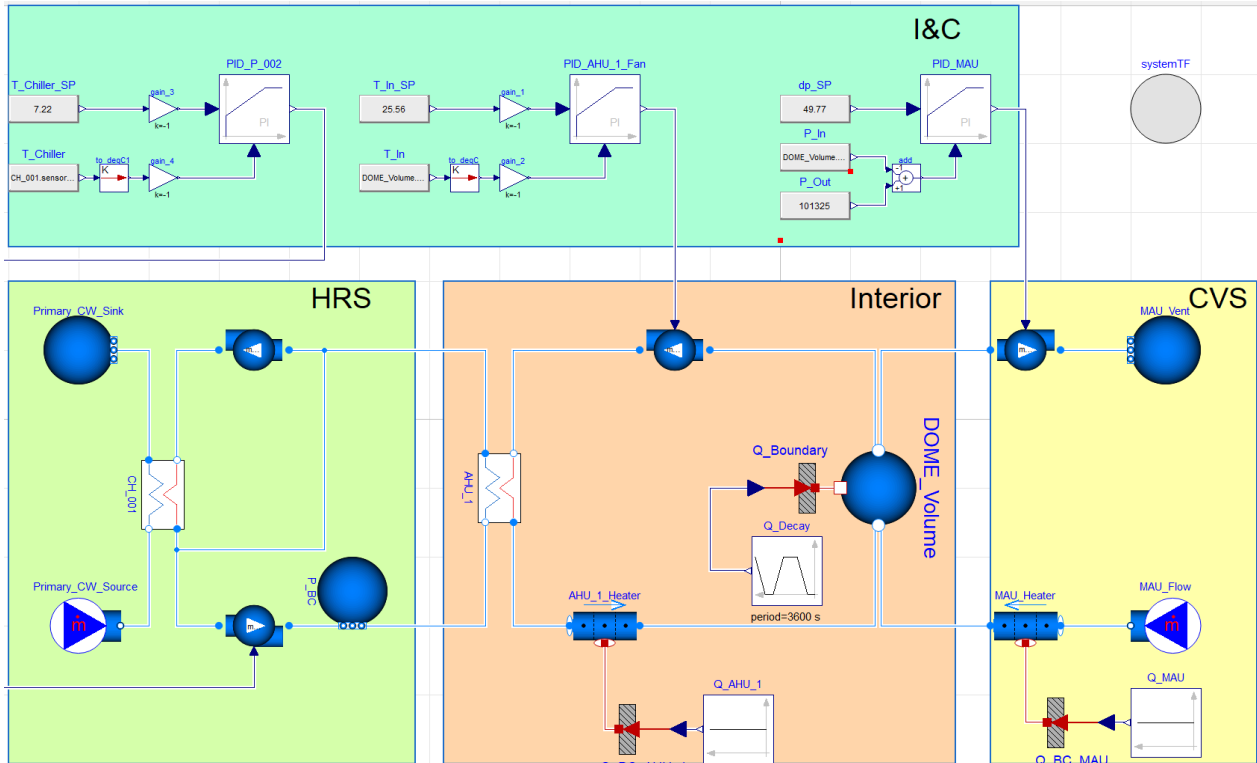 I&C
PID_P_002
PID_AHU_1_Fan
PID_MAU
systemTF
T_Chiller_SP
gain_3
T_In_SP
gain_1
dp_SP
7.22
25.56
49.77
k=-1
k=-1
PI
PI
PI
P_In
T_Chiller
to_degC1
gain_4
T_In
to_degC
gain_2
DOME_Volume....
add
-1
+
+1
CH_001.sensor...
K
DOME_Volume....
K
P_Out
k=-1
k=-1
101325
HRS
Interior
CVS
Primary_CW_Sink
MAU_Vent
m...
m...
m...
DOME_Volume
Q_Boundary
CH_001
AHU_1
Q_Decay
Primary_CW_Source
P_BC
AHU_1_Heater
MAU_Heater
MAU_Flow
period=3600 s
ṁ
m...
ṁ
Q_AHU_1
Q_MAU
Q_BC_MAU